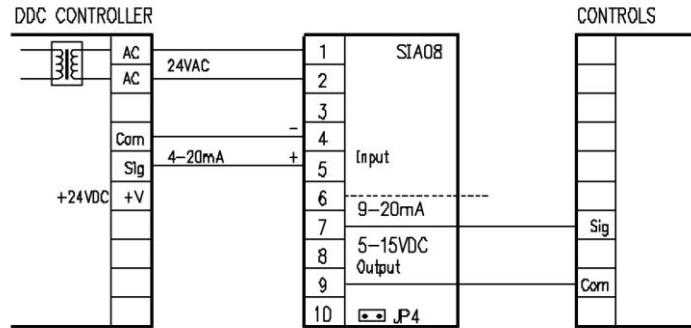 DDC CONTROLLER
CONTROLS
AC
24VAC
1
SIA08
AC
2
3
Com
-
4
4-20mA
+
5
Input
Sig
+24VDC
+V
6
9-20mA
7
Sig
5-15VDC
8
Output
9
Com
10
JP4